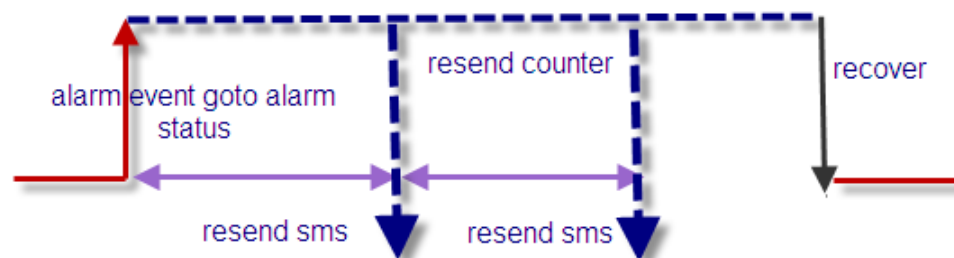 resend counter
recover
alarm event goto alarm
status
resend sms
resend sms